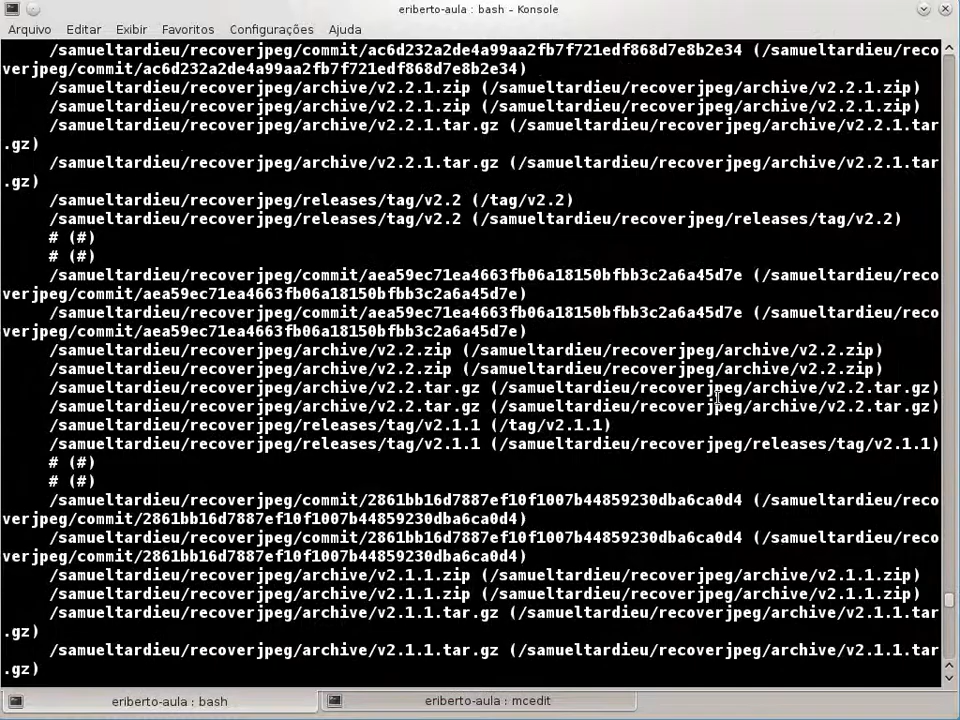 eriberto-aula : bash – Konsole
Arquivo Editar Exibir Favoritos Configurações Ajuda
/samueltardieu/recoverjpeg/commit/ac6d232a2de4a99aa2fb7f721edf868d7e8b2e34 (/samueltardieu/reco
verjpeg/commit/ac6d232a2de4a99aa2fb7f721edf868d7e8b2e34)
/samueltardieu/recoverjpeg/archive/v2.2.1.zip (/samueltardieu/recoverjpeg/archive/v2.2.1.zip)
/samueltardieu/recoverjpeg/archive/v2.2.1.zip (/samueltardieu/recoverjpeg/archive/v2.2.1.zip)
/samueltardieu/recoverjpeg/archive/v2.2.1.tar.gz (/samueltardieu/recoverjpeg/archive/v2.2.1.tar
.gz)
/samueltardieu/recoverjpeg/archive/v2.2.1.tar.gz (/samueltardieu/recoverjpeg/archive/v2.2.1.tar
.gz)
/samueltardieu/recoverjpeg/releases/tag/v2.2 (/tag/v2.2)
/samueltardieu/recoverjpeg/releases/tag/v2.2 (/samueltardieu/recoverjpeg/releases/tag/v2.2)
# (#)
# (#)
/samueltardieu/recoverjpeg/commit/aea59ec71ea4663fb06a18150bfbb3c2a6a45d7e (/samueltardieu/reco
verjpeg/commit/aea59ec71ea4663fb06a18150bfbb3c2a6a45d7e)
/samueltardieu/recoverjpeg/commit/aea59ec71ea4663fb06a18150bfbb3c2a6a45d7e (/samueltardieu/reco
verjpeg/commit/aea59ec71ea4663fb06a18150bfbb3c2a6a45d7e)
/samueltardieu/recoverjpeg/archive/v2.2.zip (/samueltardieu/recoverjpeg/archive/v2.2.zip)
/samueltardieu/recoverjpeg/archive/v2.2.zip (/samueltardieu/recoverjpeg/archive/v2.2.zip)
/samueltardieu/recoverjpeg/archive/v2.2.tar.gz (/samueltardieu/recoverjpeg/archive/v2.2.tar.gz)
/samueltardieu/recoverjpeg/archive/v2.2.tar.gz (/samueltardieu/recoverjpeg/archive/v2.2.tar.gz)
/samueltardieu/recoverjpeg/releases/tag/v2.1.1 (/tag/v2.1.1)
/samueltardieu/recoverjpeg/releases/tag/v2.1.1 (/samueltardieu/recoverjpeg/releases/tag/v2.1.1)
# (#)
# (#)
/samueltardieu/recoverjpeg/commit/2861bb16d7887ef10f1007b44859230dba6ca0d4 (/samueltardieu/reco
verjpeg/commit/2861bb16d7887ef10f1007b44859230dba6ca0d4)
/samueltardieu/recoverjpeg/commit/2861bb16d7887ef10f1007b44859230dba6ca0d4 (/samueltardieu/reco
verjpeg/commit/2861bb16d7887ef10f1007b44859230dba6ca0d4)
/samueltardieu/recoverjpeg/archive/v2.1.1.zip (/samueltardieu/recoverjpeg/archive/v2.1.1.zip)
/samueltardieu/recoverjpeg/archive/v2.1.1.zip (/samueltardieu/recoverjpeg/archive/v2.1.1.zip)
/samueltardieu/recoverjpeg/archive/v2.1.1.tar.gz (/samueltardieu/recoverjpeg/archive/v2.1.1.tar
.gz)
/samueltardieu/recoverjpeg/archive/v2.1.1.tar.gz (/samueltardieu/recoverjpeg/archive/v2.1.1.tar
.gz)
eriberto-aula : bash eriberto-aula : mcedit